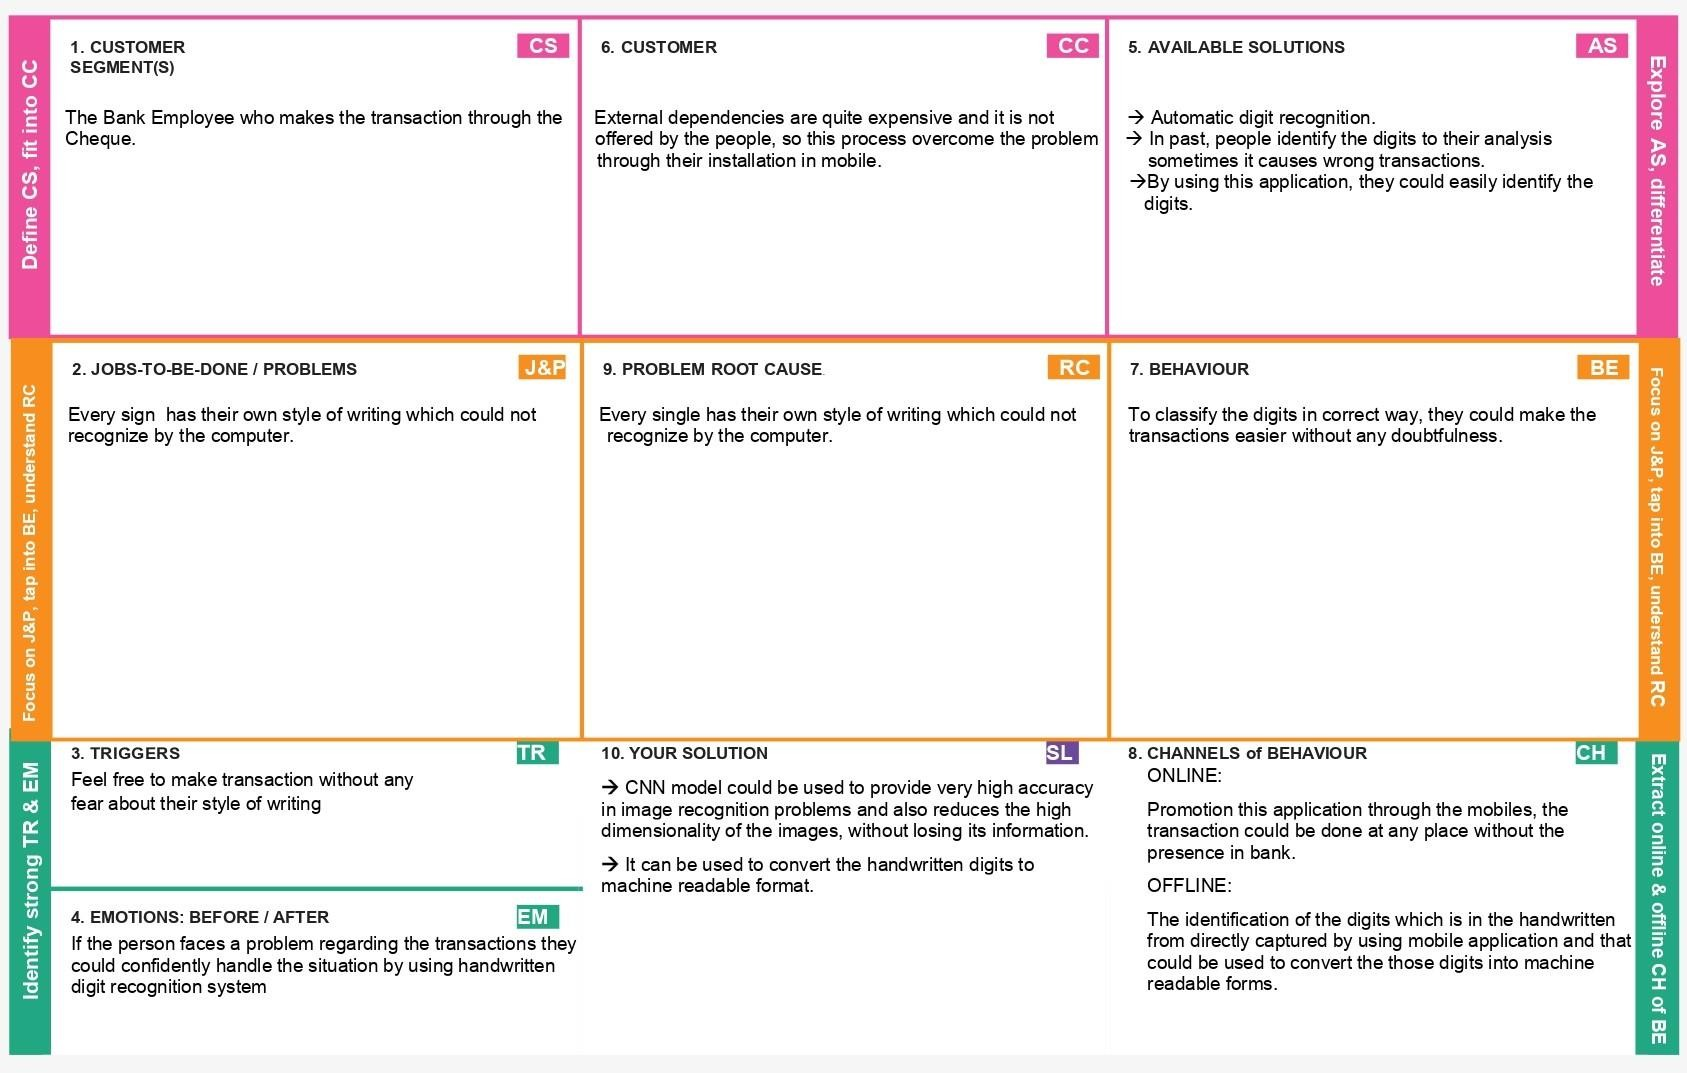 Define CS, fit into CC
1. CUSTOMER
SEGMENT(S)
CS
The Bank Employee who makes the transaction through the
Cheque.
6. CUSTOMER
CC
External dependencies are quite expensive and it is not
offered by the people, so this process overcome the problem
through their installation in mobile.
5. AVAILABLE SOLUTIONS
AS
→ Automatic digit recognition.
→ In past, people identify the digits to their analysis
sometimes it causes wrong transactions.
→By using this application, they could easily identify the
digits.
Explore AS, differentiate
Focus on J&P, tap into BE, understand RC
2. JOBS-TO-BE-DONE / PROBLEMS
J&P
Every sign  has their own style of writing which could not
recognize by the computer.
9. PROBLEM ROOT CAUSE
RC
Every single has their own style of writing which could not
recognize by the computer.
7. BEHAVIOUR
BE
To classify the digits in correct way, they could make the
transactions easier without any doubtfulness.
Focus on J&P, tap into BE, understand RC
Identify strong TR & EM
3. TRIGGERS
TR
Feel free to make transaction without any
fear about their style of writing
4. EMOTIONS: BEFORE / AFTER
EM
If the person faces a problem regarding the transactions they
could confidently handle the situation by using handwritten
digit recognition system
10. YOUR SOLUTION
SL
→ CNN model could be used to provide very high accuracy
in image recognition problems and also reduces the high
dimensionality of the images, without losing its information.
→ It can be used to convert the handwritten digits to
machine readable format.
8. CHANNELS of BEHAVIOUR
CH
ONLINE:
Promotion this application through the mobiles, the
transaction could be done at any place without the
presence in bank.
OFFLINE:
The identification of the digits which is in the handwritten
from directly captured by using mobile application and that
could be used to convert the those digits into machine
readable forms.
Extract online & offline CH of BE